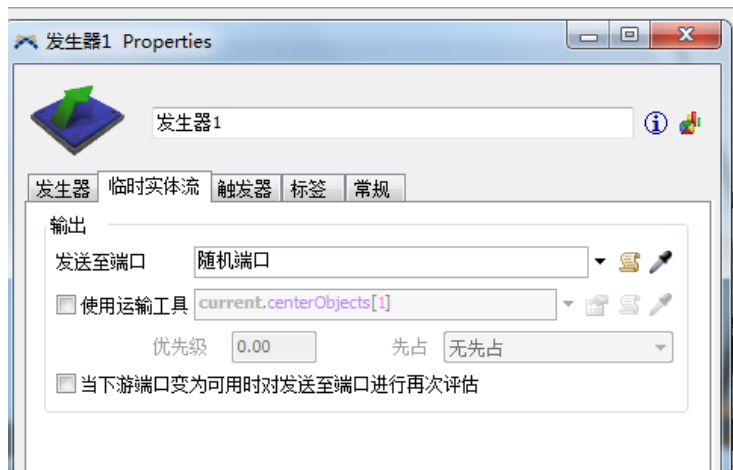 发生器1 Properties
发生器1
发生器 临时实体流 触发器 标签 常规
输出
发送至端口 随机端口
使用运输工具 current.centerObjects[1]
优先级 0.00 先占 无先占
当下游端口变为可用时对发送至端口进行再次评估